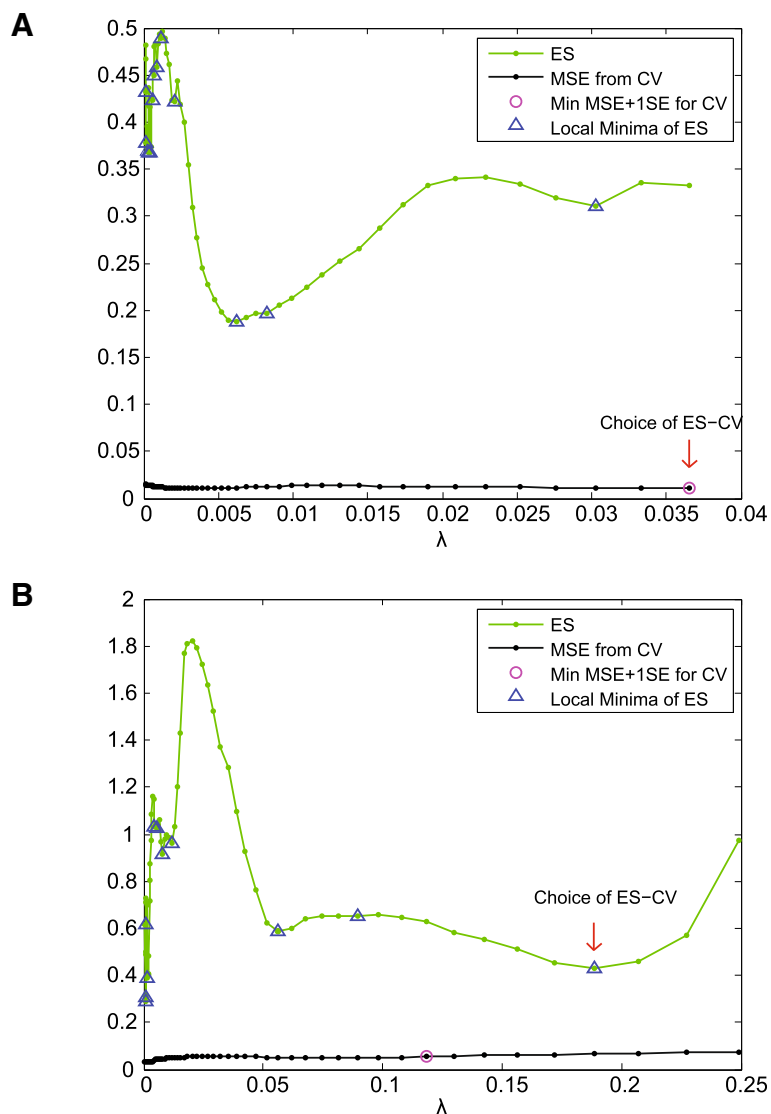 A
0.5
0.45
0.4
0.35
0.3
0.25
0.2
0.15
0.1
0.05
0
ES
MSE from CV
Min MSE+1SE for CV
Local Minima of ES
Choice of ES−CV
0 0.005 0.01 0.015 0.02 0.025 0.03 0.035 0.04
λ
B
2
1.8
1.6
1.4
1.2
1
0.8
0.6
0.4
0.2
0
ES
MSE from CV
Min MSE+1SE for CV
Local Minima of ES
Choice of ES−CV
0 0.05 0.1 0.15 0.2 0.25
λ